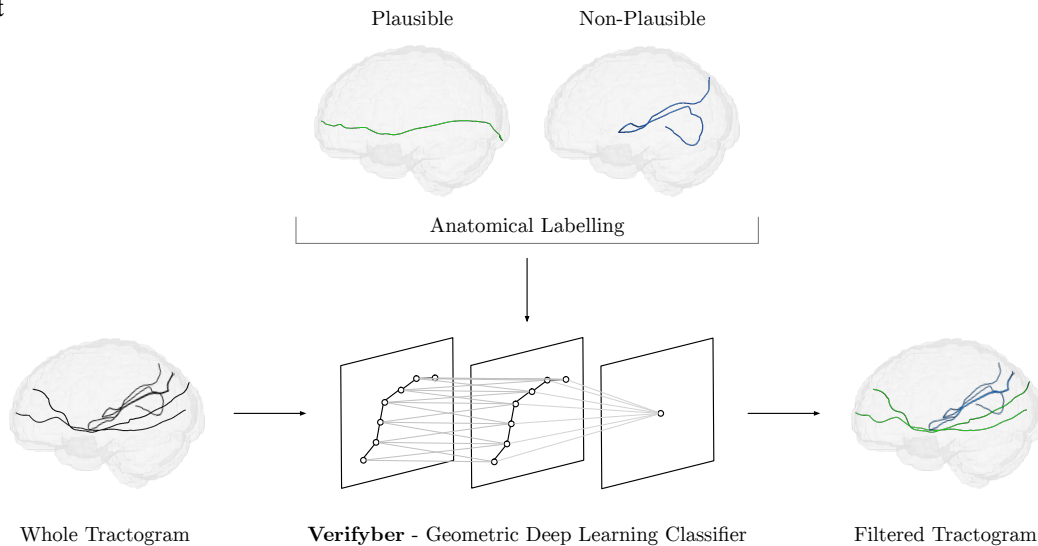 t
Plausible Non-Plausible
Anatomical Labelling
Whole Tractogram Verifyber - Geometric Deep Learning Classifier Filtered Tractogram